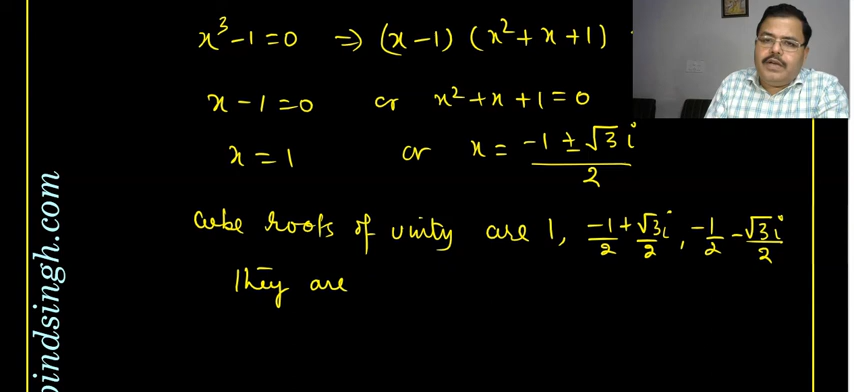 x³ - 1 = 0 ⇒ (x - 1) (x² + x + 1)
x - 1 = 0 or x² + x + 1 = 0
x = 1 or x = (-1 ± √3 i)/2
cube roots of unity are 1, -1/2 + √3i/2, -1/2 - √3i/2
They are
oindsingh.com